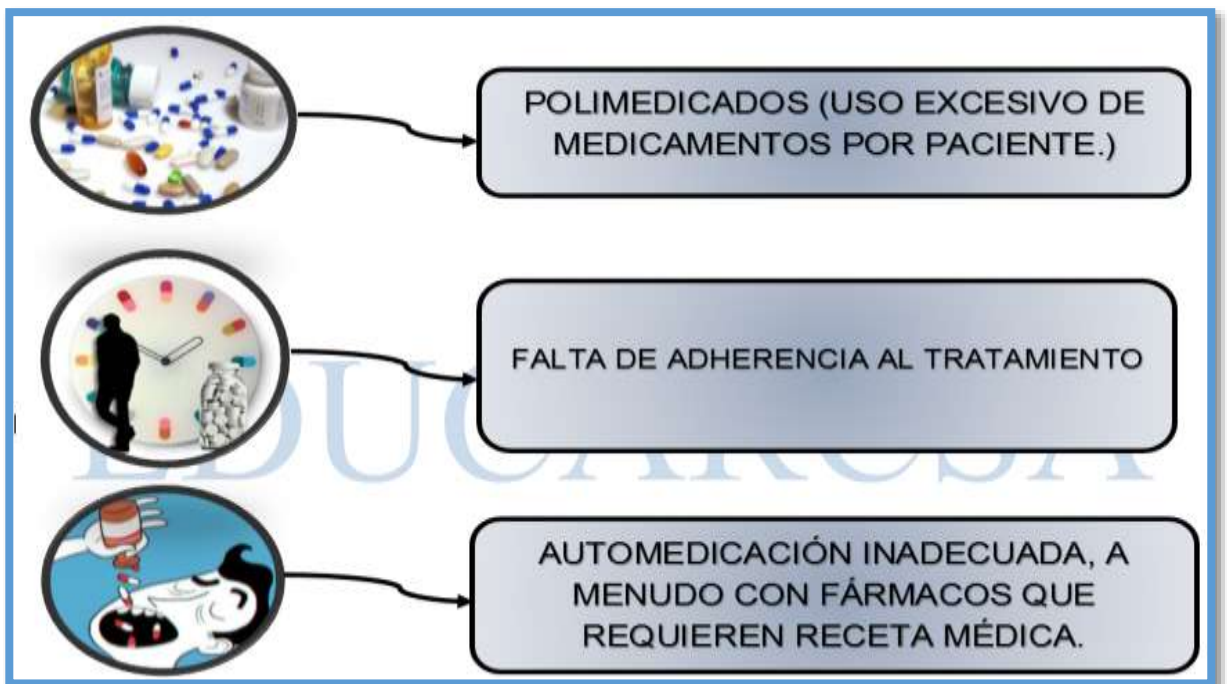 POLIMEDICADOS (USO EXCESIVO DE
MEDICAMENTOS POR PACIENTE.)
FALTA DE ADHERENCIA AL TRATAMIENTO
EDUCARCSA
AUTOMEDICACIÓN INADECUADA, A
MENUDO CON FÁRMACOS QUE
REQUIEREN RECETA MÉDICA.